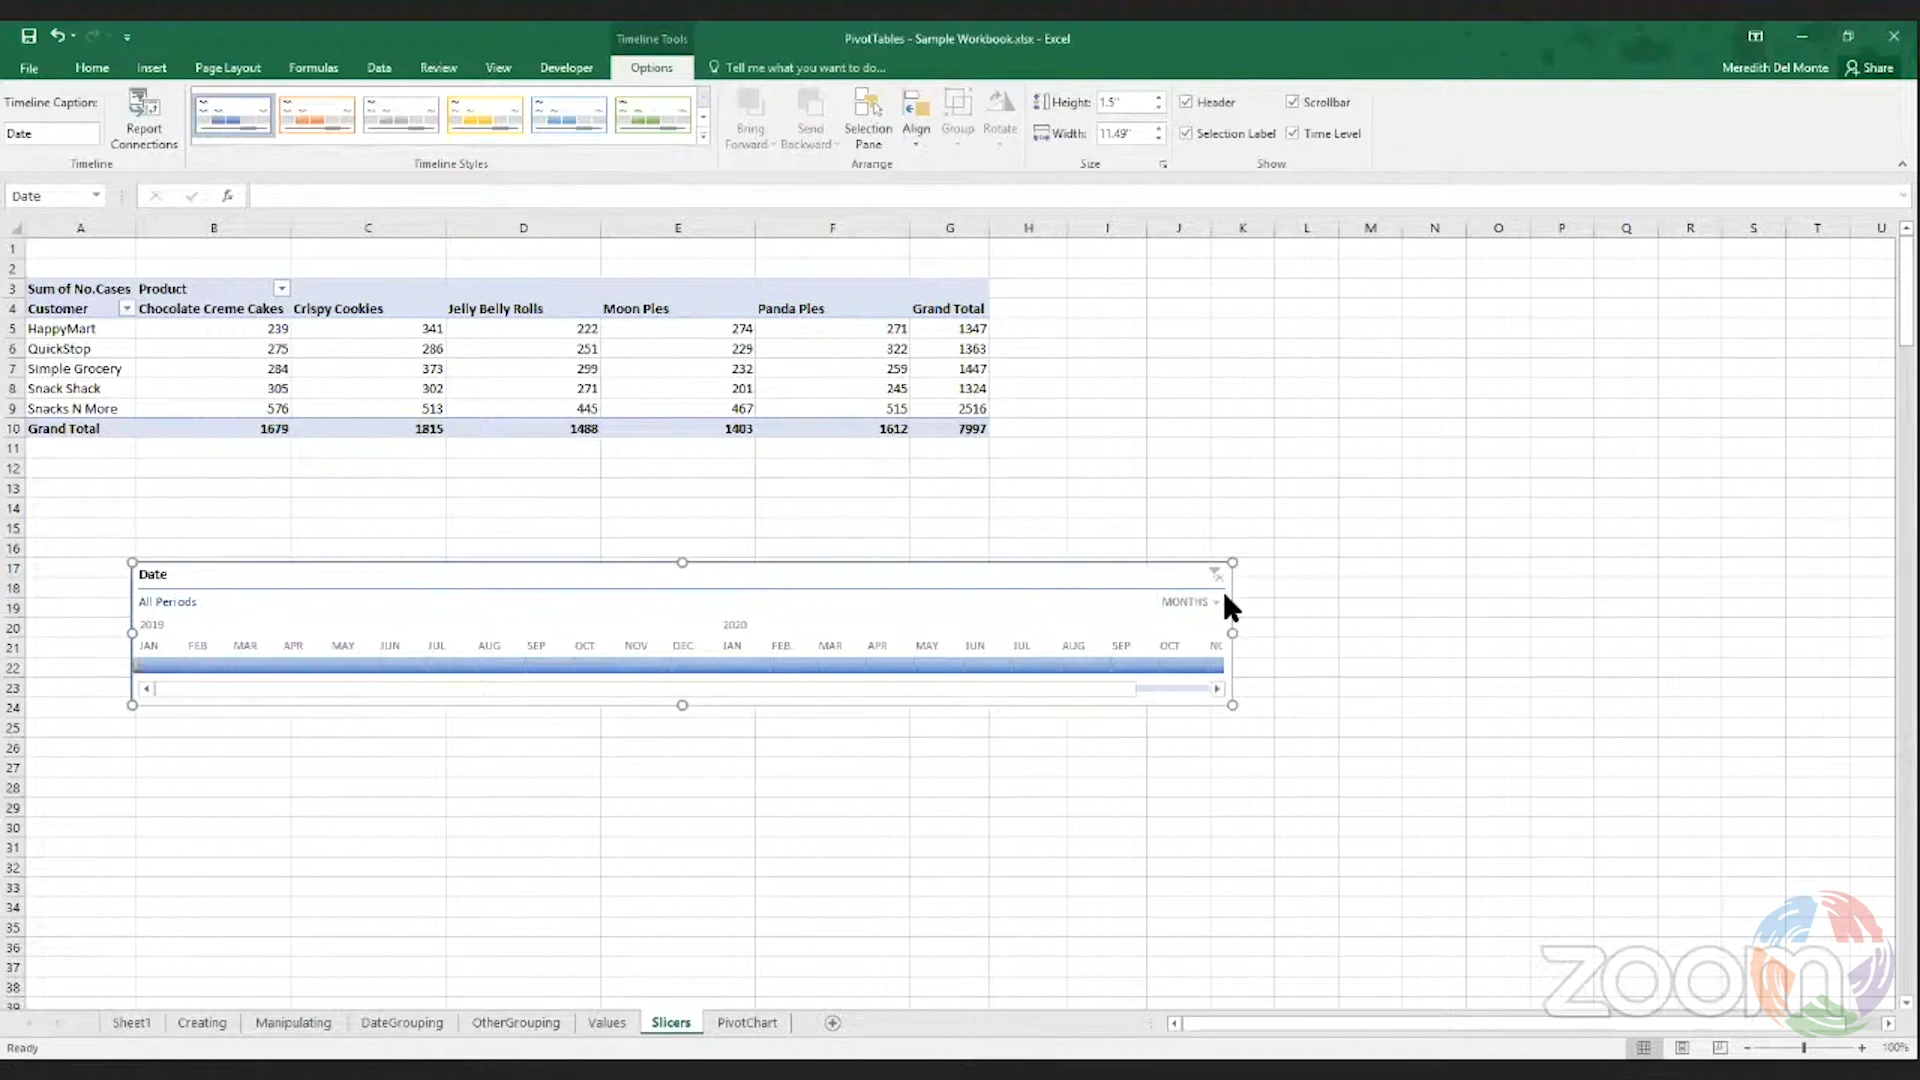 Timeline Tools
PivotTables - Sample Workbook.xlsx - Excel
File Home Insert Page Layout Formulas Data Review View Developer Options Tell me what you want to do... Meredith Del Monte Share
Timeline Caption:
Date
Report Connections
Timeline
Timeline Styles
Bring Forward
Send Backward
Selection Pane
Align
Group
Rotate
Arrange
Height: 1.5"
Width: 11.49"
Size
Header
Scrollbar
Selection Label
Time Level
Show
Date
fx
A B C D E F G H I J K L M N O P Q R S T U
1
2
3 Sum of No.Cases Product
4 Customer Chocolate Creme Cakes Crispy Cookies Jelly Belly Rolls Moon Pies Panda Pies Grand Total
5 HappyMart 239 341 222 274 271 1347
6 QuickStop 275 286 251 229 322 1363
7 Simple Grocery 284 373 299 232 259 1447
8 Snack Shack 305 302 271 201 245 1324
9 Snacks N More 576 513 445 467 515 2516
10 Grand Total 1679 1815 1488 1403 1612 7997
11
12
13
14
15
16
17 Date
18
19 All Periods MONTHS
20 2019 2020
21 JAN FEB MAR APR MAY JUN JUL AUG SEP OCT NOV DEC JAN FEB MAR APR MAY JUN JUL AUG SEP OCT NO
22
23
24
25
26
27
28
29
30
31
32
33
34
35
36
37
38
39
zoom
Sheet1 Creating Manipulating DateGrouping OtherGrouping Values Slicers PivotChart
Ready
100%